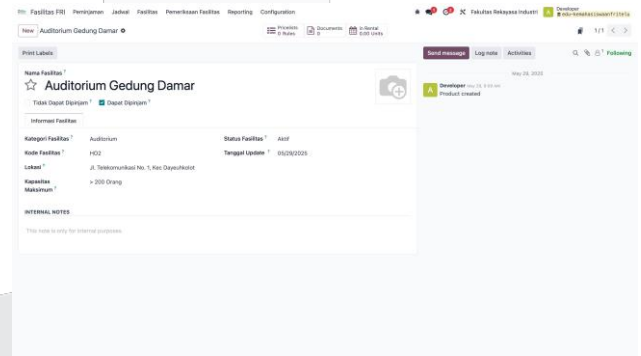 Fasilitas FRI Peminjaman Jadwal Fasilitas Pemeriksaan Fasilitas Reporting Configuration Fakultas Rekayasa Industri A Developer
New Auditorium Gedung Damar Pricelists 0 Rules Documents 0 In Rental 0.00 Units 1/1
Print Labels Send message Log note Activities Following
Nama Fasilitas ?
Auditorium Gedung Damar
Tidak Dapat Dipinjam ? Dapat Dipinjam ?
Informasi Fasilitas
Kategori Fasilitas ? Auditorium Status Fasilitas ? Aktif
Kode Fasilitas ? HD2 Tanggal Update ? 05/29/2025
Lokasi ? Jl. Telekomunikasi No. 1, Kec Dayeuhkolot
Kapasitas Maksimum ? > 200 Orang
INTERNAL NOTES
This note is only for internal purposes.
May 29, 2025
A Developer
Product created